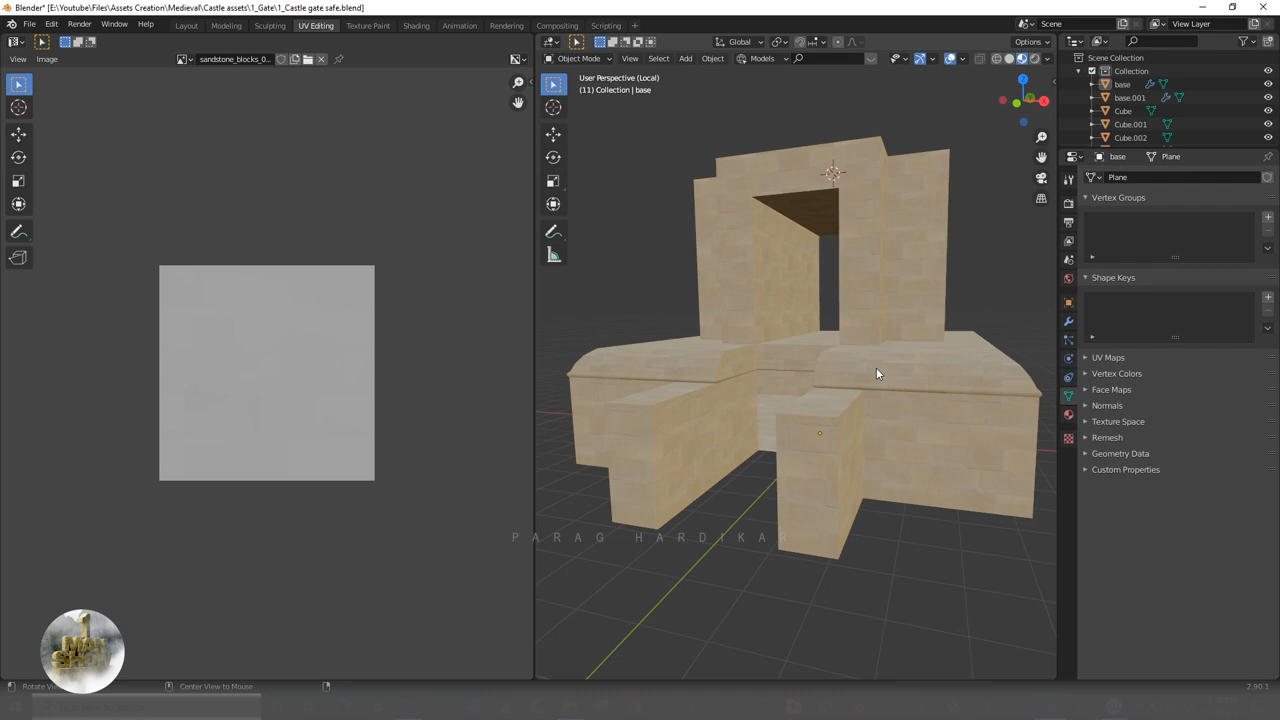 Blender* [E:\Youtube\Files\Assets Creation\Medieval\Castle assets\1_Gate\1_Castle gate safe.blend]
File Edit Render Window Help Layout Modeling Sculpting UV Editing Texture Paint Shading Animation Rendering Compositing Scripting + Scene View Layer
Global Options
View Image sandstone_blocks_0... Object Mode View Select Add Object Models
Scene Collection
Collection
base
base.001
Cube
Cube.001
Cube.002
User Perspective (Local)
(11) Collection | base
X
base Plane
Plane
Vertex Groups
Shape Keys
UV Maps
Vertex Colors
Face Maps
Normals
Texture Space
Remesh
Geometry Data
Custom Properties
PARAG HARDIKAR
1
MAN
SHOW
Rotate View Center View to Mouse 2.90.1